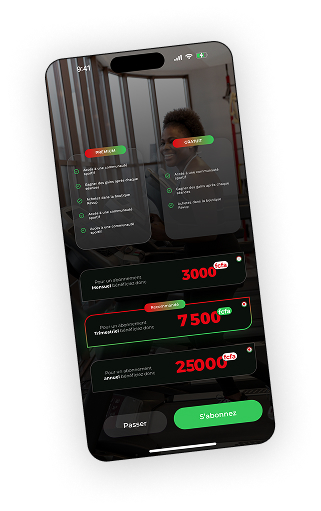 9:41
PREMIUM
GRATUIT
Accès à une communauté
sportif
Gagner des gains après chaque
séances
Achetez dans la boutique
Accès à une communauté
sportif
Accès à une communauté
sportif
Accès à une communauté
sportif
Gagner des gains après chaque
séances
Achetez dans la boutique
Pour un abonnement
Mensuel bénéficiez donc
3000 fcfa
Recommandé
Pour un abonnement
Trimestriel bénéficiez donc
7 500 fcfa
Pour un abonnement
annuel bénéficiez donc
25000 fcfa
Passer
S'abonnez